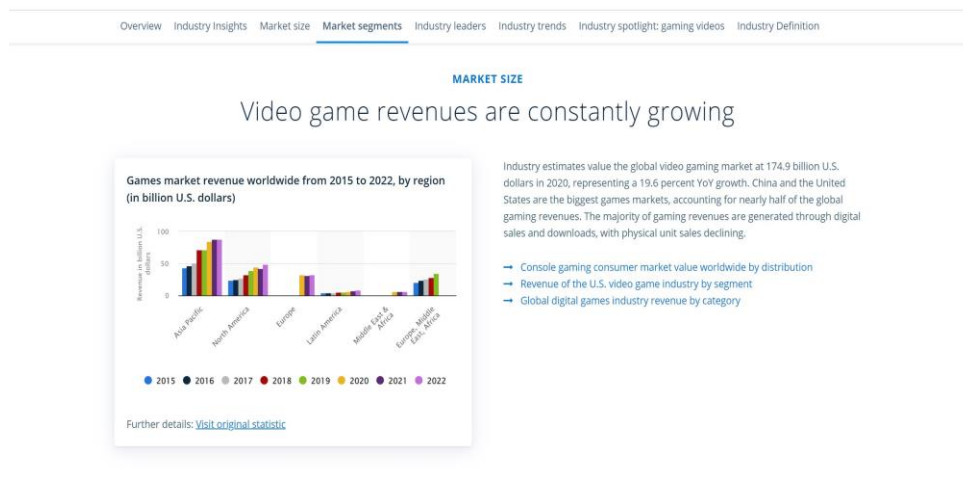 Overview Industry Insights Market size Market segments Industry leaders Industry trends Industry spotlight: gaming videos Industry Definition
MARKET SIZE
Video game revenues are constantly growing
Games market revenue worldwide from 2015 to 2022, by region
(in billion U.S. dollars)
Revenue in billion U.S.
dollars
100
50
0
Asia Pacific
North America
Europe
Latin America
Middle East &
Africa
Europe, Middle
East, Africa
2015 2016 2017 2018 2019 2020 2021 2022
Further details: Visit original statistic
Industry estimates value the global video gaming market at 174.9 billion U.S.
dollars in 2020, representing a 19.6 percent YoY growth. China and the United
States are the biggest games markets, accounting for nearly half of the global
gaming revenues. The majority of gaming revenues are generated through digital
sales and downloads, with physical unit sales declining.
→ Console gaming consumer market value worldwide by distribution
→ Revenue of the U.S. video game industry by segment
→ Global digital games industry revenue by category